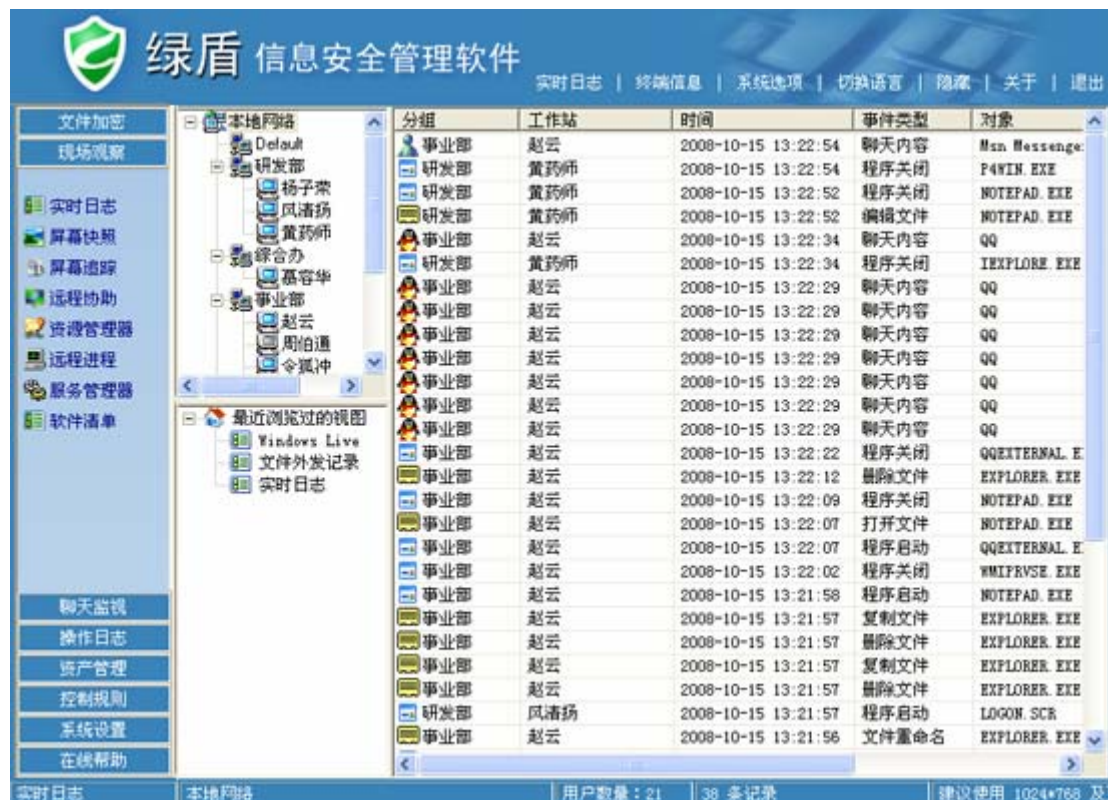 绿盾 信息安全管理软件
实时日志 | 终端信息 | 系统选项 | 切换语言 | 隐藏 | 关于 | 退出
文件加密
现场观察
实时日志
屏幕快照
屏幕追踪
远程协助
资源管理器
远程进程
服务管理器
软件清单
聊天监视
操作日志
资产管理
控制规则
系统设置
在线帮助
本地网络
Default
研发部
杨子荣
风清扬
黄药师
综合办
慕容华
事业部
赵云
周伯通
令狐冲
最近浏览过的视图
Windows Live
文件外发记录
实时日志
分组 工作站 时间 事件类型 对象
事业部 赵云 2008-10-15 13:22:54 聊天内容 Msn Messenge
研发部 黄药师 2008-10-15 13:22:54 程序关闭 P4WIN.EXE
研发部 黄药师 2008-10-15 13:22:52 程序关闭 NOTEPAD.EXE
研发部 黄药师 2008-10-15 13:22:52 编辑文件 NOTEPAD.EXE
事业部 赵云 2008-10-15 13:22:34 聊天内容 QQ
研发部 黄药师 2008-10-15 13:22:34 程序关闭 IEXPLORE.EXE
事业部 赵云 2008-10-15 13:22:29 聊天内容 QQ
事业部 赵云 2008-10-15 13:22:29 聊天内容 QQ
事业部 赵云 2008-10-15 13:22:29 聊天内容 QQ
事业部 赵云 2008-10-15 13:22:29 聊天内容 QQ
事业部 赵云 2008-10-15 13:22:29 聊天内容 QQ
事业部 赵云 2008-10-15 13:22:29 聊天内容 QQ
事业部 赵云 2008-10-15 13:22:29 聊天内容 QQ
事业部 赵云 2008-10-15 13:22:22 程序关闭 QQEXTERNAL.E
事业部 赵云 2008-10-15 13:22:12 删除文件 EXPLORER.EXE
事业部 赵云 2008-10-15 13:22:09 程序关闭 NOTEPAD.EXE
事业部 赵云 2008-10-15 13:22:07 打开文件 NOTEPAD.EXE
事业部 赵云 2008-10-15 13:22:07 程序启动 QQEXTERNAL.E
事业部 赵云 2008-10-15 13:22:02 程序关闭 WMIPRVSE.EXE
事业部 赵云 2008-10-15 13:21:58 程序启动 NOTEPAD.EXE
事业部 赵云 2008-10-15 13:21:57 复制文件 EXPLORER.EXE
事业部 赵云 2008-10-15 13:21:57 删除文件 EXPLORER.EXE
事业部 赵云 2008-10-15 13:21:57 复制文件 EXPLORER.EXE
事业部 赵云 2008-10-15 13:21:57 删除文件 EXPLORER.EXE
研发部 风清扬 2008-10-15 13:21:57 程序启动 LOGON.SCR
事业部 赵云 2008-10-15 13:21:56 文件重命名 EXPLORER.EXE
实时日志 本地网络 用户数量：21 38 条记录 建议使用 1024*768 及